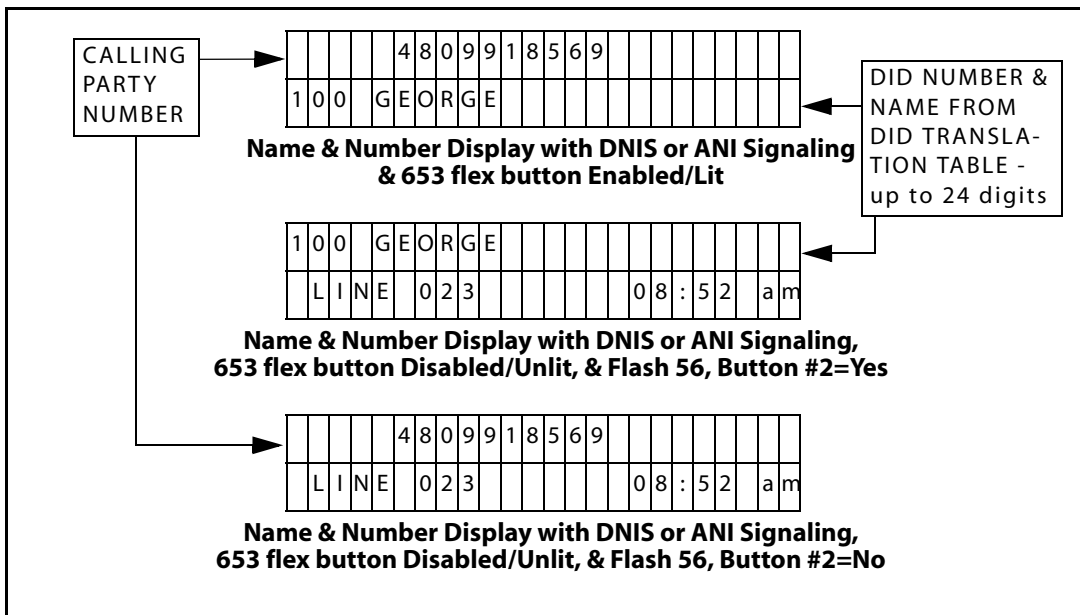 CALLING
PARTY
NUMBER
4809918569
100 GEORGE
DID NUMBER &
NAME FROM
DID TRANSLA-
TION TABLE -
up to 24 digits
Name & Number Display with DNIS or ANI Signaling
& 653 flex button Enabled/Lit
100 GEORGE
LINE 023 08:52 am
Name & Number Display with DNIS or ANI Signaling,
653 flex button Disabled/Unlit, & Flash 56, Button #2=Yes
4809918569
LINE 023 08:52 am
Name & Number Display with DNIS or ANI Signaling,
653 flex button Disabled/Unlit, & Flash 56, Button #2=No